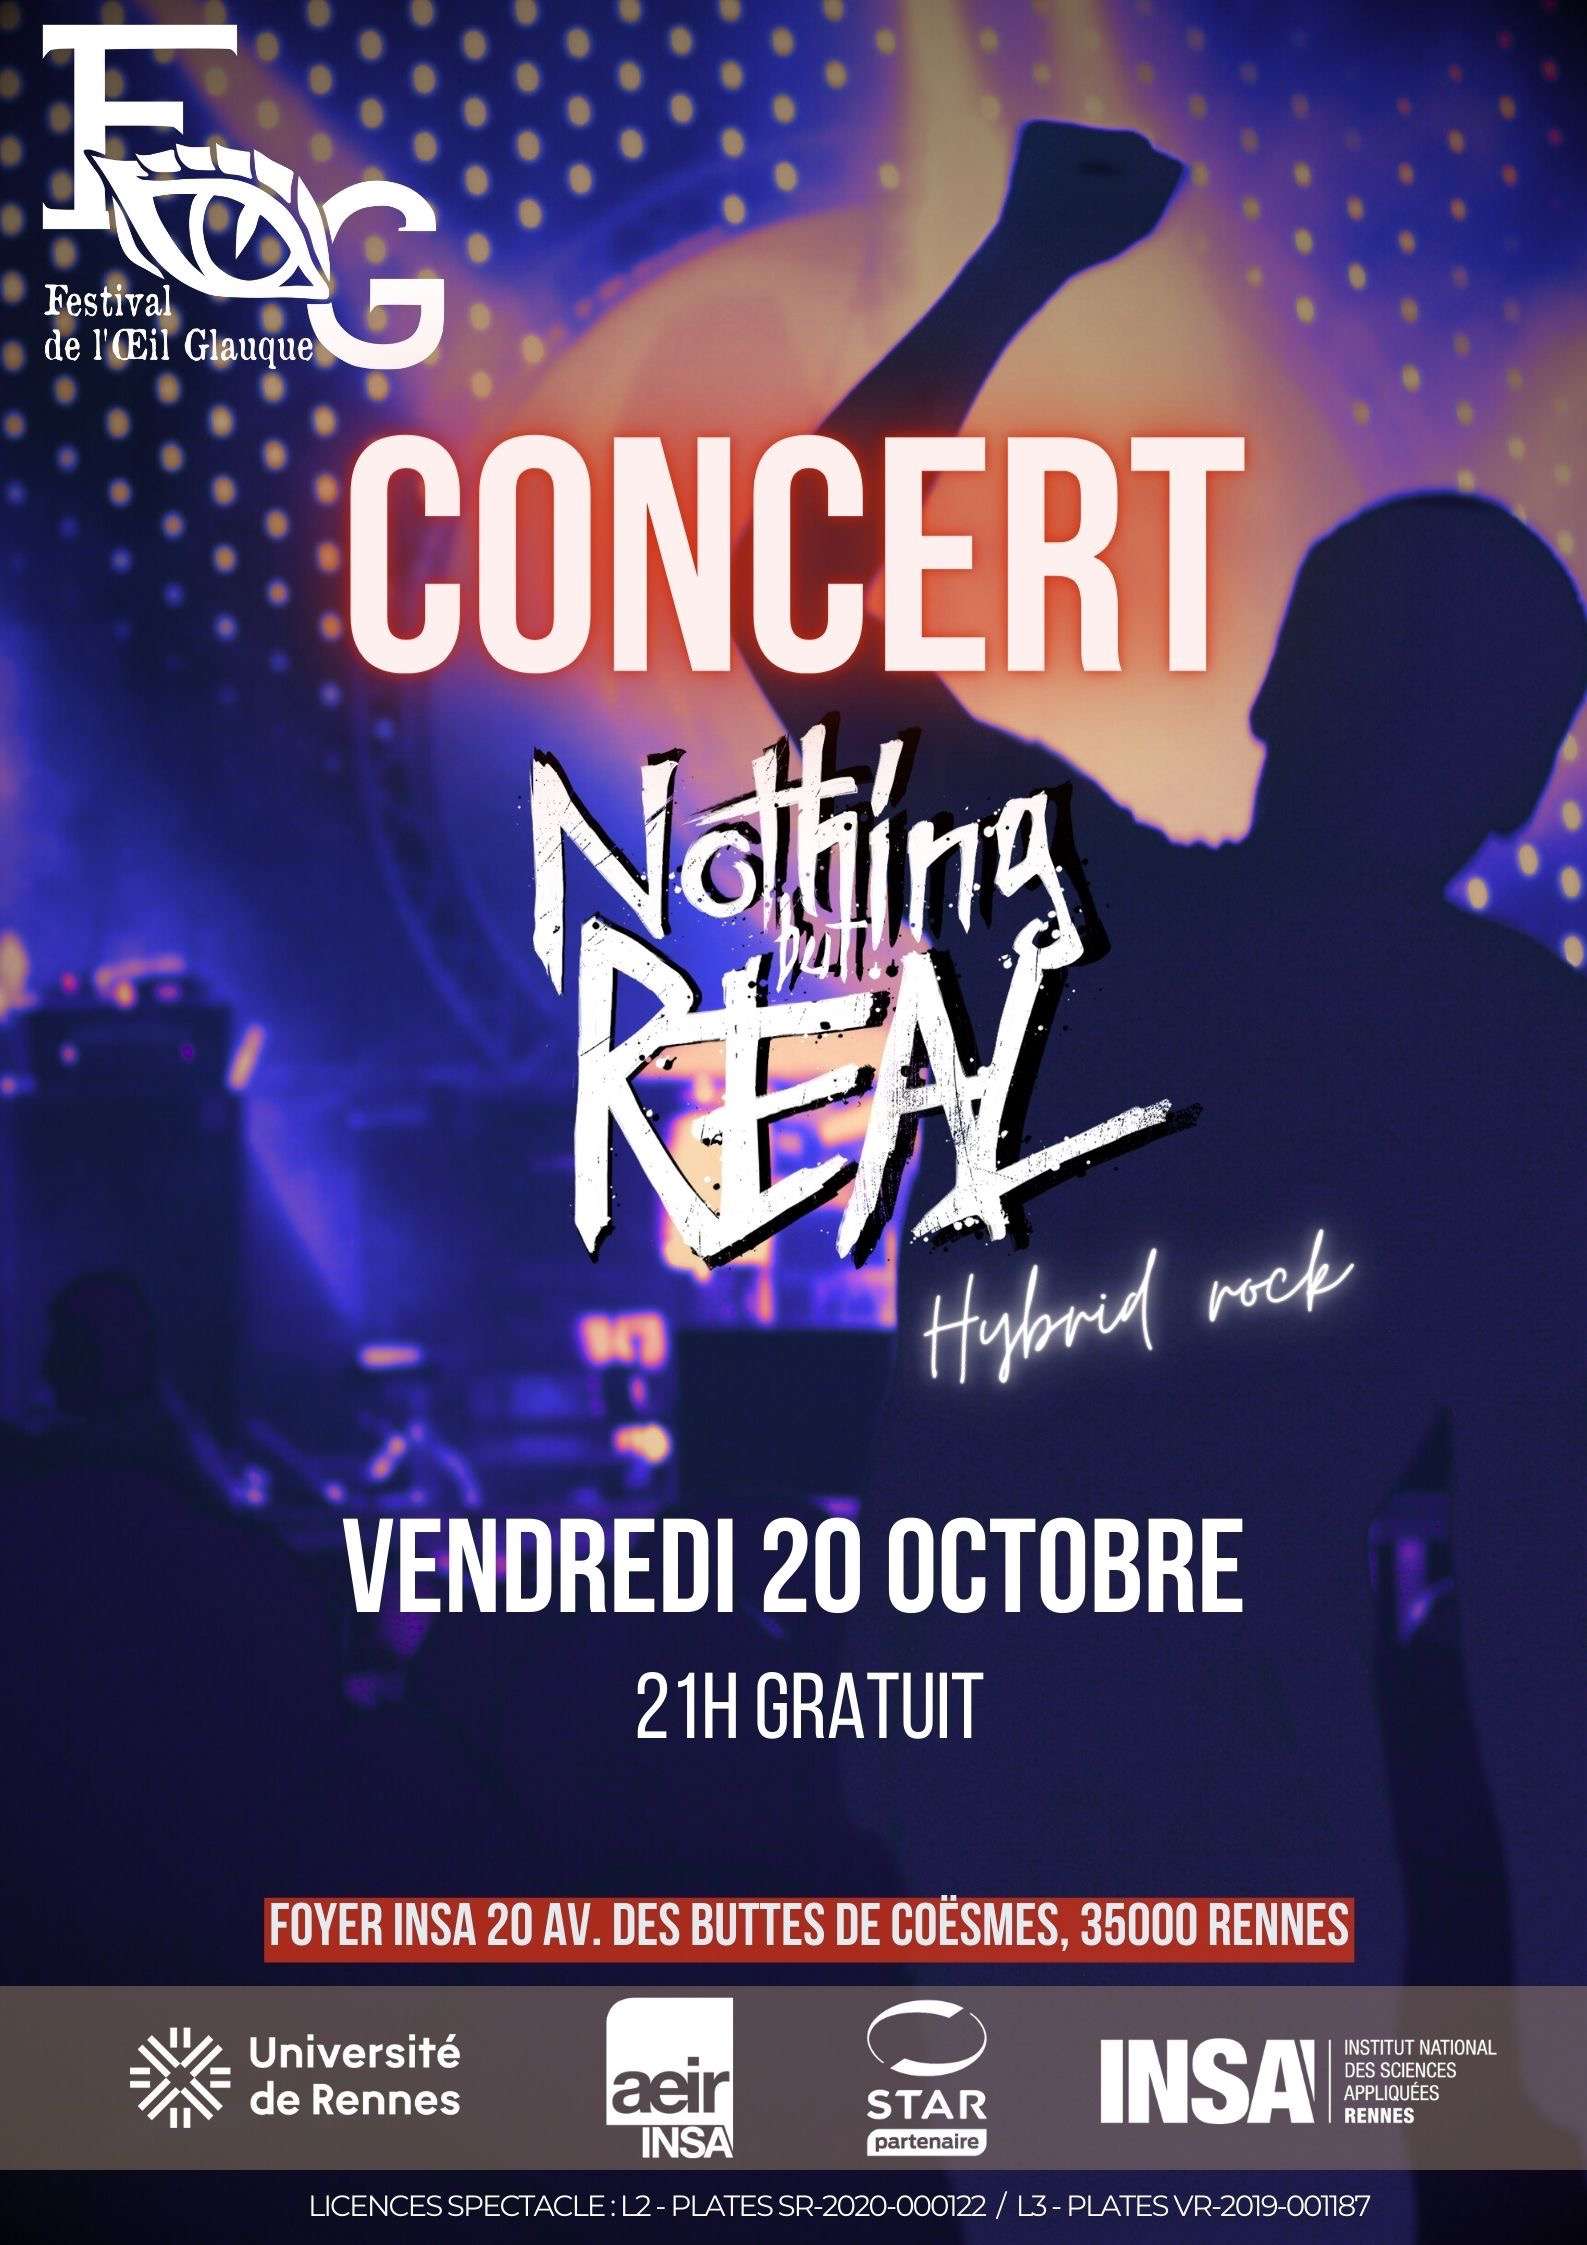 FOG
Festival
de l'Œil Glauque
CONCERT
Nothing
but
REAL
Hybrid rock
VENDREDI 20 OCTOBRE
21H GRATUIT
FOYER INSA 20 AV. DES BUTTES DE COËSMES, 35000 RENNES
Université
de Rennes
aeir
INSA
STAR
partenaire
INSA
INSTITUT NATIONAL
DES SCIENCES
APPLIQUÉES
RENNES
LICENCES SPECTACLE : L2 - PLATES SR-2020-000122 / L3 - PLATES VR-2019-001187